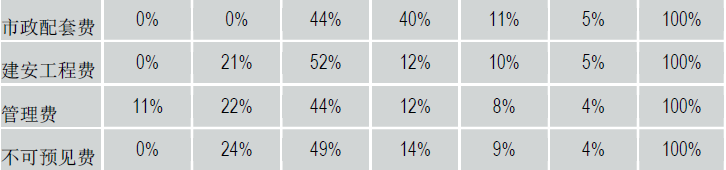 市政配套费 0% 0% 44% 40% 11% 5% 100%
建安工程费 0% 21% 52% 12% 10% 5% 100%
管理费 11% 22% 44% 12% 8% 4% 100%
不可预见费 0% 24% 49% 14% 9% 4% 100%